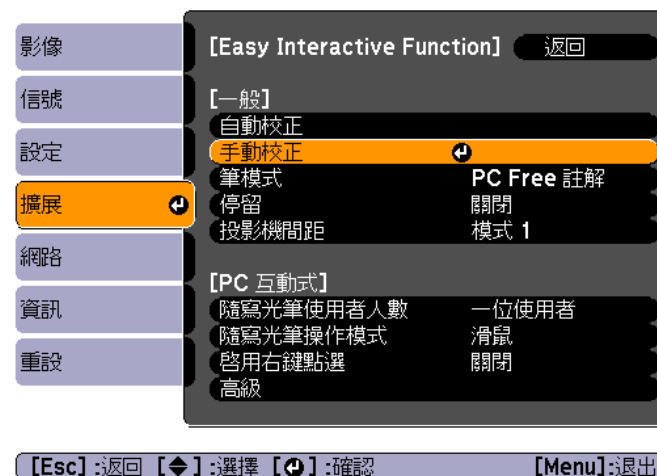 影像
信號
設定
擴展
網路
資訊
重設
[Easy Interactive Function] 返回
[一般]
自動校正
手動校正
筆模式 PC Free 註解
停留 關閉
投影機間距 模式 1
[PC 互動式]
隨寫光筆使用者人數 一位使用者
隨寫光筆操作模式 滑鼠
啓用右鍵點選 關閉
高級
[Esc] :返回 [◆] :選擇 [↵] :確認 [Menu]:退出